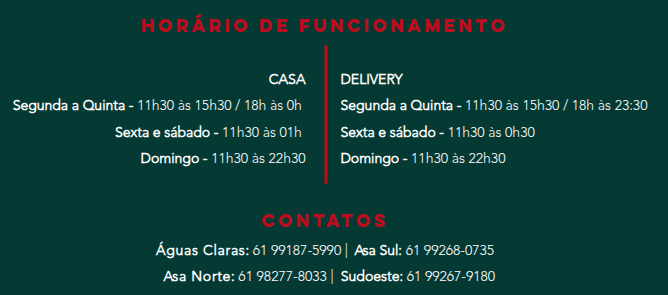 HORÁRIO DE FUNCIONAMENTO
CASA
Segunda a Quinta - 11h30 às 15h30 / 18h às 0h
Sexta e sábado - 11h30 às 01h
Domingo - 11h30 às 22h30
DELIVERY
Segunda a Quinta - 11h30 às 15h30 / 18h às 23:30
Sexta e sábado - 11h30 às 0h30
Domingo - 11h30 às 22h30
CONTATOS
Águas Claras: 61 99187-5990 | Asa Sul: 61 99268-0735
Asa Norte: 61 98277-8033 | Sudoeste: 61 99267-9180